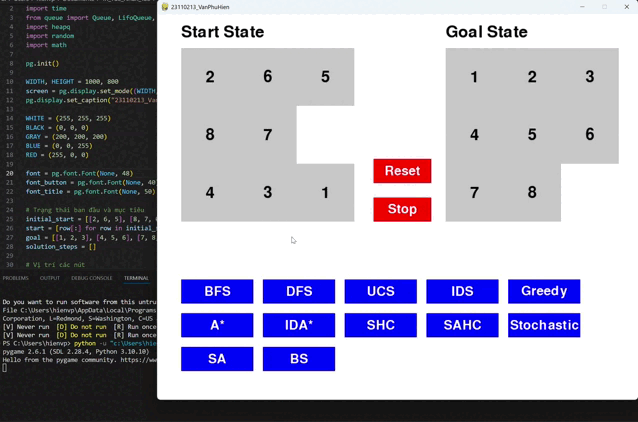 23110213_VanPhuHien
2 import time
3 from queue import Queue, LifoQueue,
4 import heapq
5 import random
6 import math
7
8 pg.init()
9
10 WIDTH, HEIGHT = 1000, 800
11 screen = pg.display.set_mode((WIDTH,
12 pg.display.set_caption("23110213_Van
13
14 WHITE = (255, 255, 255)
15 BLACK = (0, 0, 0)
16 GRAY = (200, 200, 200)
17 BLUE = (0, 0, 255)
18 RED = (255, 0, 0)
19
20 font = pg.font.Font(None, 48)
21 font_button = pg.font.Font(None, 40
22 font_title = pg.font.Font(None, 50)
23
24 # Trạng thái ban đầu và mục tiêu
25 initial_start = [[2, 6, 5], [8, 7,
26 start = [row[:] for row in initial_s
27 goal = [[1, 2, 3], [4, 5, 6], [7, 8,
28 solution_steps = []
29
30 # Vị trí các nút
PROBLEMS OUTPUT DEBUG CONSOLE TERMINAL
Do you want to run software from this untru
File C:\Users\hienvp\AppData\Local\Programs
Corporation, L=Redmond, S=Washington, C=US
[V] Never run [D] Do not run [R] Run once
[V] Never run [D] Do not run [R] Run once
PS C:\Users\hienvp> python -u "c:\Users\hie
pygame 2.6.1 (SDL 2.28.4, Python 3.10.10)
Hello from the pygame community. https://ww
Start State
2 6 5
8 7
4 3 1
Reset
Stop
Goal State
1 2 3
4 5 6
7 8
BFS DFS UCS IDS Greedy
A* IDA* SHC SAHC Stochastic
SA BS